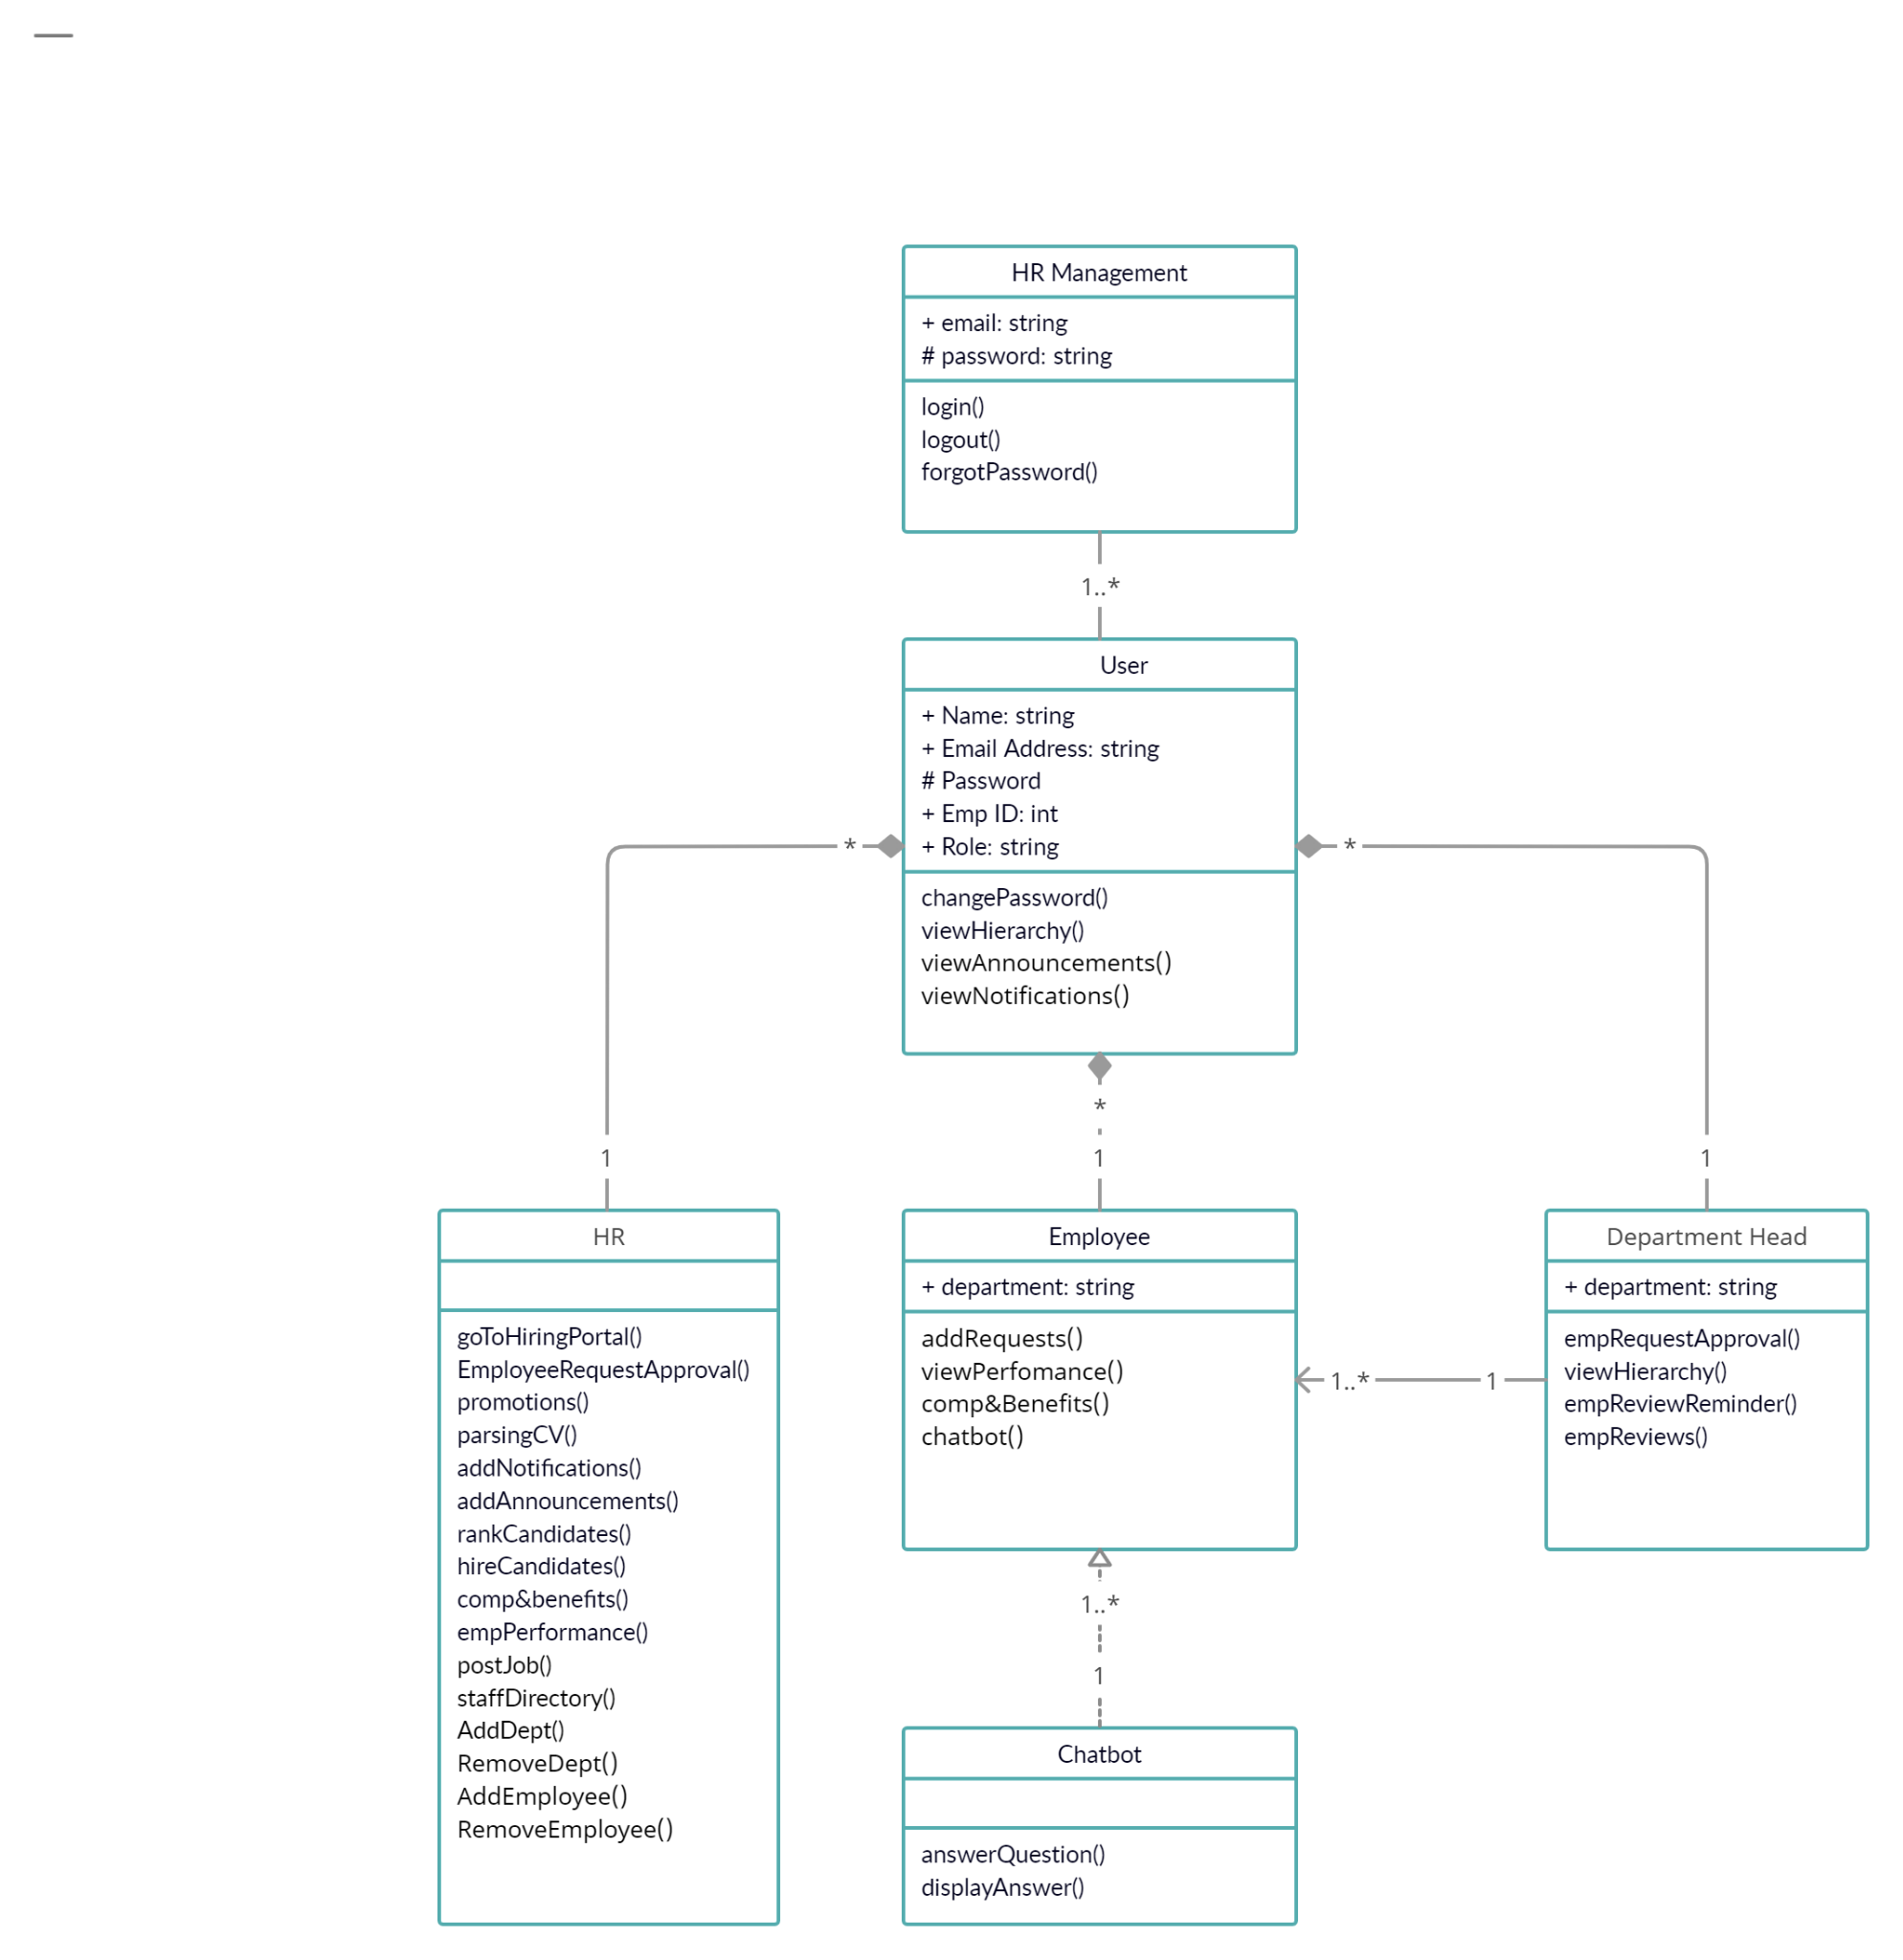 HR Management
+ email: string
# password: string
login()
logout()
forgotPassword()
1..*
User
+ Name: string
+ Email Address: string
# Password
+ Emp ID: int
+ Role: string
changePassword()
viewHierarchy()
viewAnnouncements()
viewNotifications()
*
*
*
1
1
1
HR
goToHiringPortal()
EmployeeRequestApproval()
promotions()
parsingCV()
addNotifications()
addAnnouncements()
rankCandidates()
hireCandidates()
comp&benefits()
empPerformance()
postJob()
staffDirectory()
AddDept()
RemoveDept()
AddEmployee()
RemoveEmployee()
Employee
+ department: string
addRequests()
viewPerfomance()
comp&Benefits()
chatbot()
1..*
1
Department Head
+ department: string
empRequestApproval()
viewHierarchy()
empReviewReminder()
empReviews()
1..*
1
Chatbot
answerQuestion()
displayAnswer()